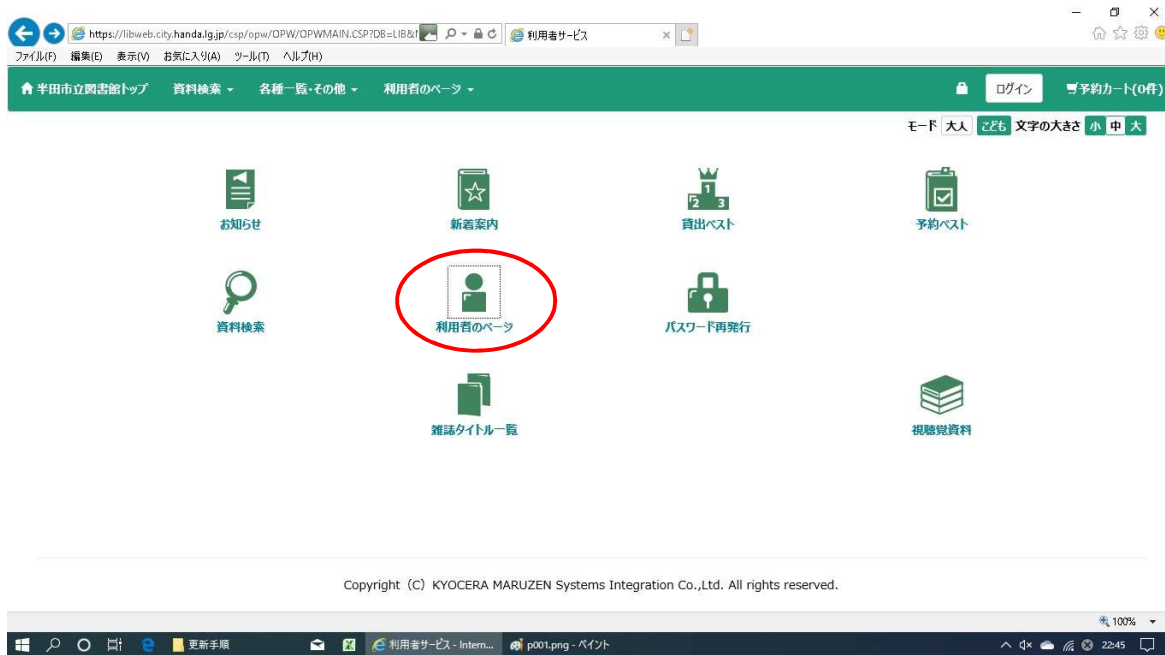 https://libweb.city.handa.lg.jp/csp/opw/OPW/OPWMAIN.CSP?DB=LIB&
利用者サービス
ファイル(F) 編集(E) 表示(V) お気に入り(A) ツール(T) ヘルプ(H)
半田市立図書館トップ 資料検索 各種一覧・その他 利用者のページ ログイン 予約カート(0件)
モード 大人 こども 文字の大きさ 小 中 大
お知らせ 新着案内 貸出ベスト 予約ベスト
資料検索 利用者のページ パスワード再発行
雑誌タイトル一覧 視聴覚資料
Copyright (C) KYOCERA MARUZEN Systems Integration Co.,Ltd. All rights reserved.
100%
更新手順 利用者サービス - Intern... p001.png - ペイント 22:45